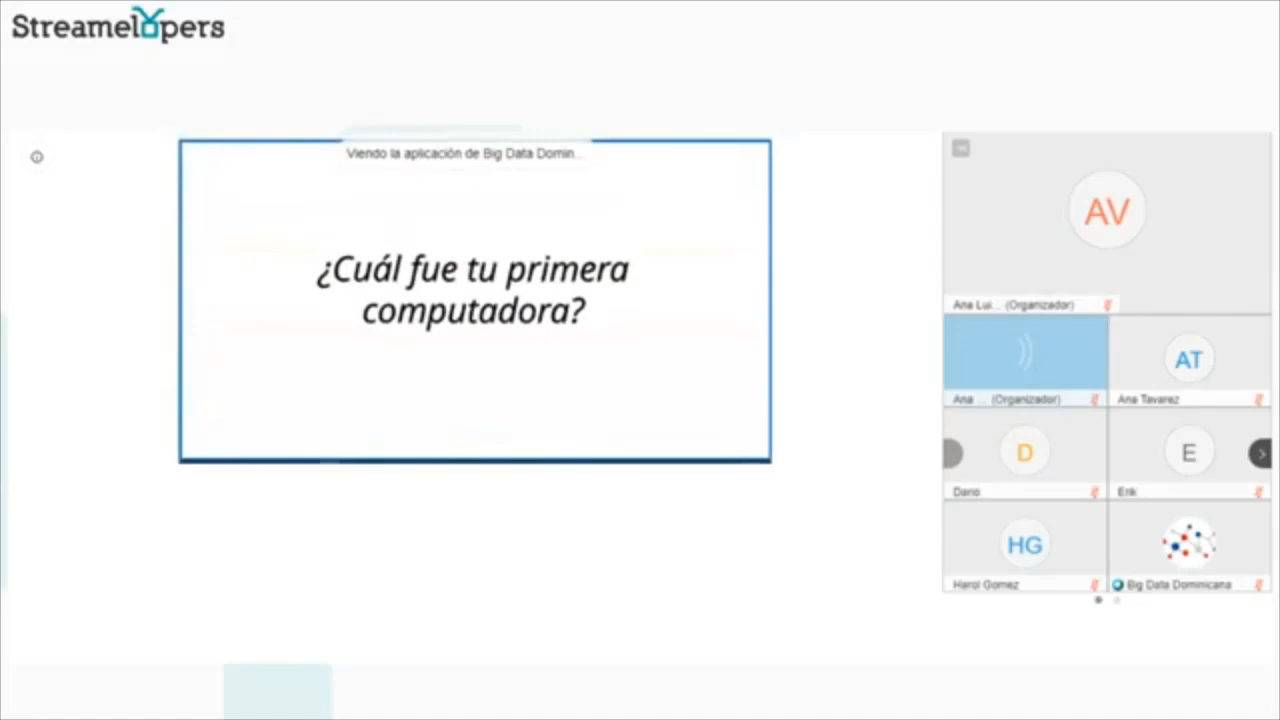 Streamelopers
Viendo la aplicación de Big Data Domin...
¿Cuál fue tu primera
computadora?
AV
Ana Lui... (Organizador)
Ana ... (Organizador)
AT
Ana Tavarez
D
Dario
E
Erik
HG
Harol Gomez
Big Data Dominicana